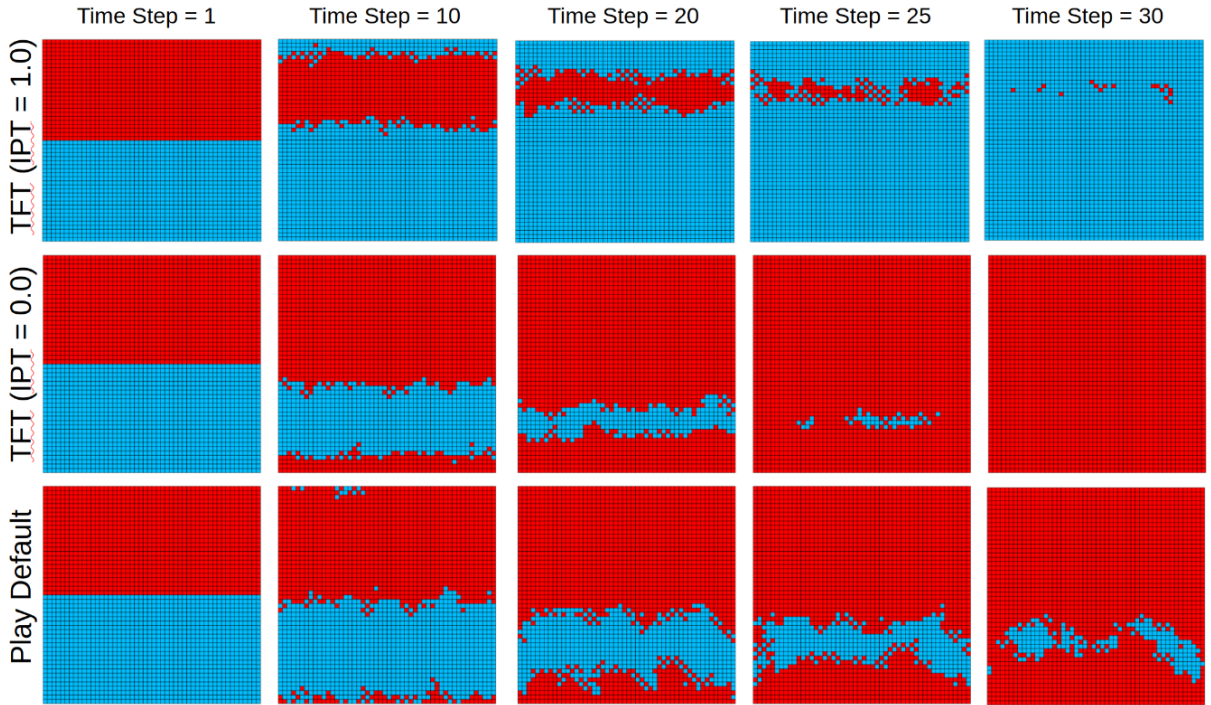 Time Step = 1
Time Step = 10
Time Step = 20
Time Step = 25
Time Step = 30
TFT (IPT = 1.0)
TFT (IPT = 0.0)
Play Default